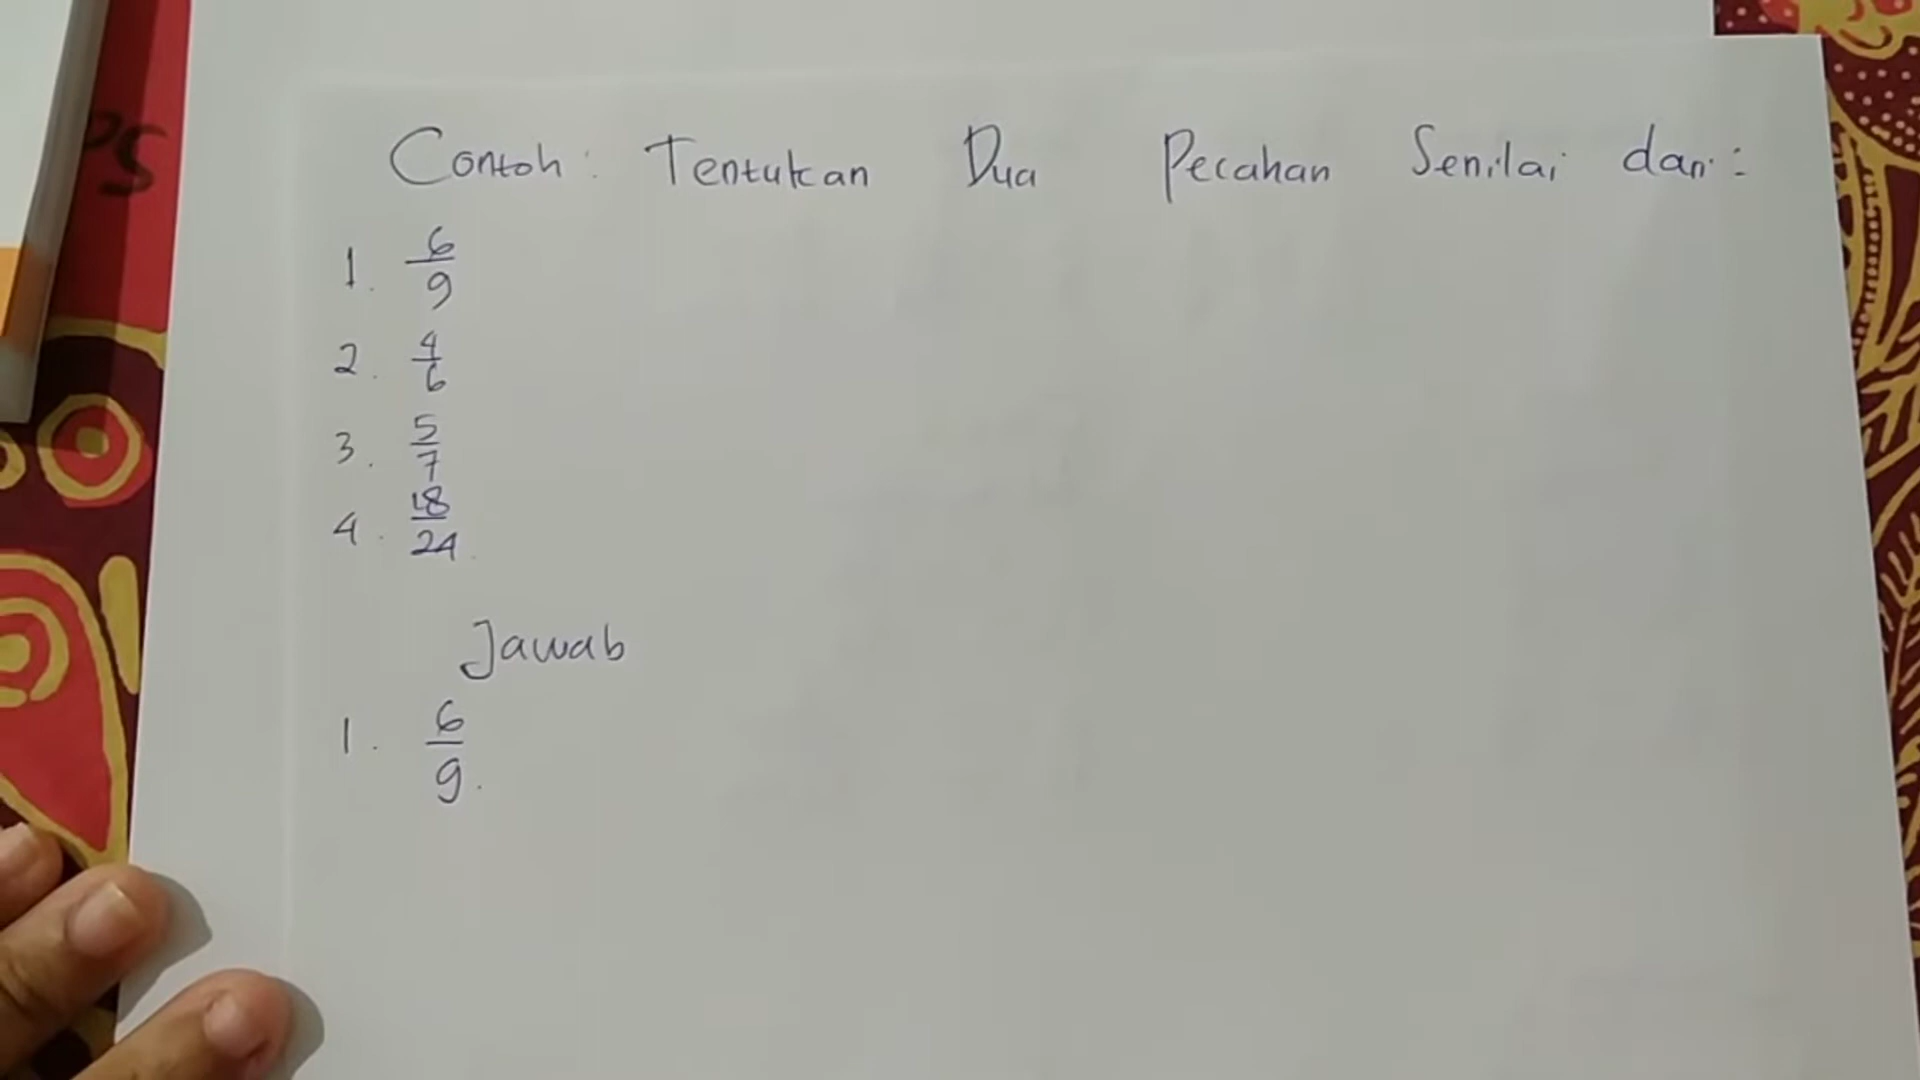 PS
Contoh : Tentukan Dua Pecahan Senilai dari :
1. 6/9
2. 4/6
3. 5/7
4. 18/24
Jawab
1. 6/9.